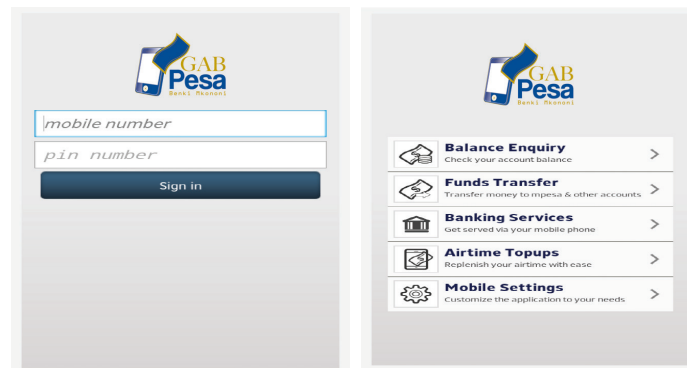 GAB
Pesa
Benki Mkononi
mobile number
pin number
Sign in
GAB
Pesa
Benki Mkononi
Balance Enquiry
Check your account balance
Funds Transfer
Transfer money to mpesa & other accounts
Banking Services
Get served via your mobile phone
Airtime Topups
Replenish your airtime with ease
Mobile Settings
Customize the application to your needs